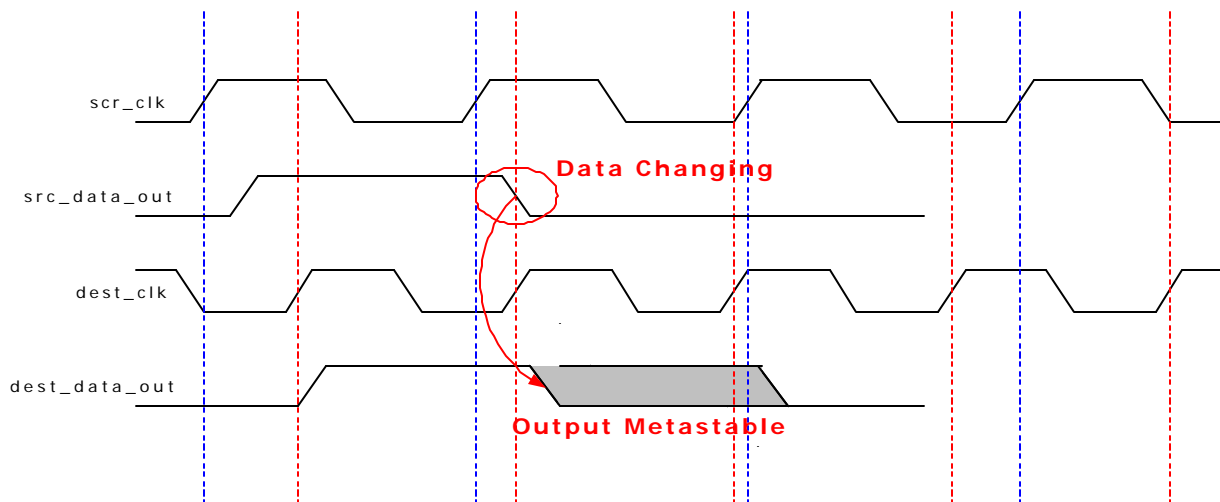 scr_clk
Data Changing
src_data_out
dest_clk
dest_data_out
Output Metastable